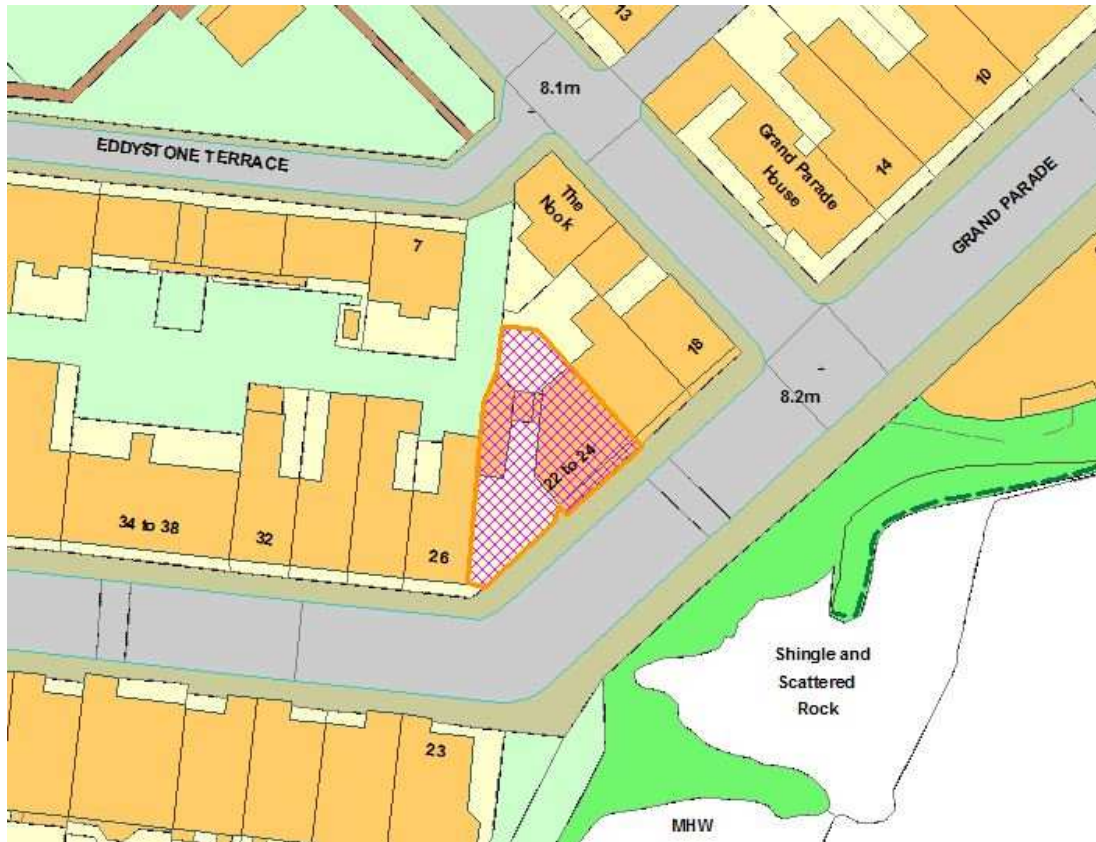 13
8.1m
10
EDDYSTONE TERRACE
Grand Parade
House
14
GRAND PARADE
The
Nook
7
18
8.2m
22 to 24
34 to 38
32
26
Shingle and
Scattered
Rock
23
MHW